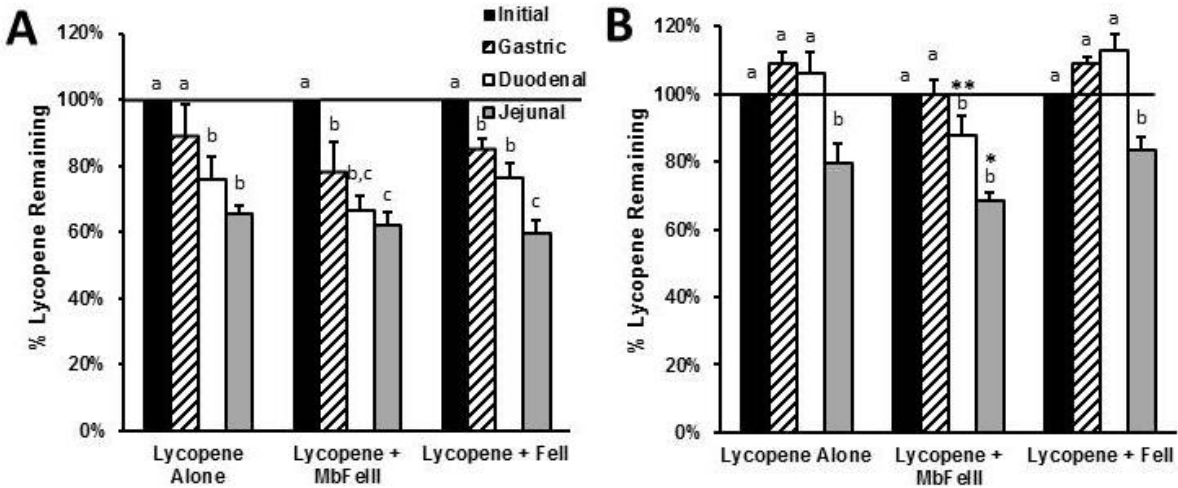 A
Initial
Gastric
Duodenal
Jejunal
% Lycopene Remaining
120%
100%
80%
60%
40%
20%
0%
a a
b
b
a
b
b,c
c
a
b b
c
Lycopene Alone
Lycopene + MbFeIII
Lycopene + FeII
B
% Lycopene Remaining
120%
100%
80%
60%
40%
20%
0%
a
a a
b
a
a
**
b
*
b
a
a
a
b
Lycopene Alone
Lycopene + MbFeIII
Lycopene + FeII